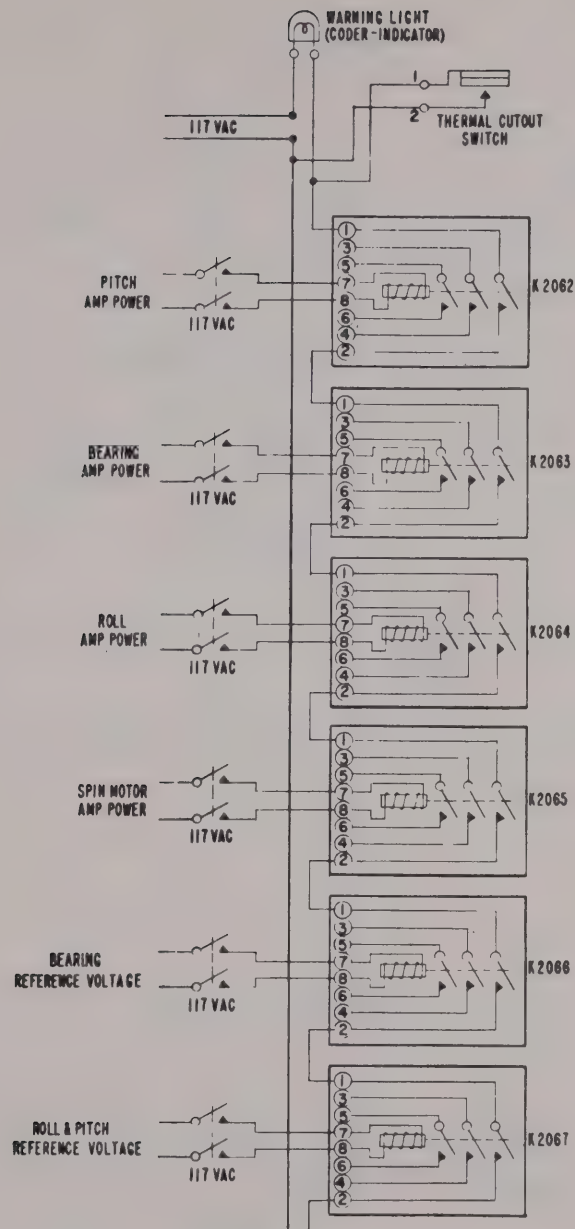 WARNING LIGHT
(CODER-INDICATOR)
117 VAC
1
2
THERMAL CUTOUT
SWITCH
PITCH
AMP POWER
117 VAC
1
3
5
7
8
6
4
2
K2062
BEARING
AMP POWER
117 VAC
1
3
5
7
8
6
4
2
K2063
ROLL
AMP POWER
117 VAC
1
3
5
7
8
6
4
2
K2064
SPIN MOTOR
AMP POWER
117 VAC
1
3
5
7
8
6
4
2
K2065
BEARING
REFERENCE VOLTAGE
117 VAC
1
3
5
7
8
6
4
2
K2066
ROLL & PITCH
REFERENCE VOLTAGE
117 VAC
1
3
5
7
8
6
4
2
K2067